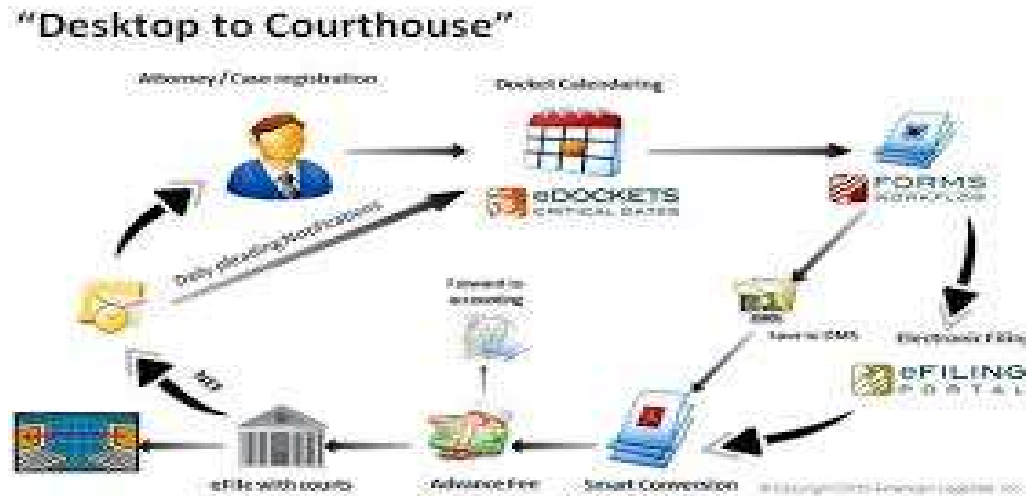 “Desktop to Courthouse”
Attorney / Case registration
Docket Calendaring
eDOCKETS
CRITICAL DATES
FORMS
WORKFLOW
Daily Pleading Notifications
Forward to
accounting
Save to DMS
Electronic Filing
eFILING
PORTAL
eFile with courts
Advance Fee
Smart Conversion